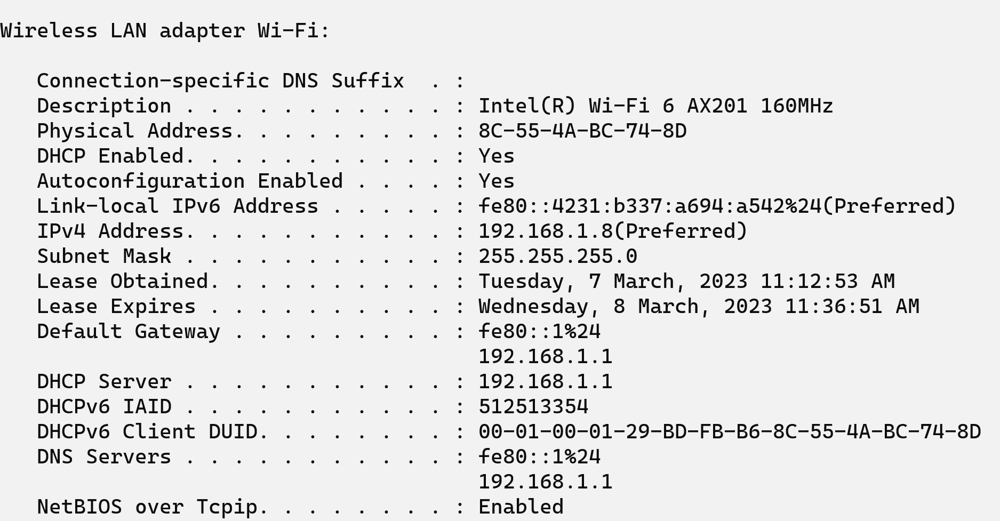 Wireless LAN adapter Wi-Fi:
Connection-specific DNS Suffix  . :
Description . . . . . . . . . . . : Intel(R) Wi-Fi 6 AX201 160MHz
Physical Address. . . . . . . . . : 8C-55-4A-BC-74-8D
DHCP Enabled. . . . . . . . . . . : Yes
Autoconfiguration Enabled . . . . : Yes
Link-local IPv6 Address . . . . . : fe80::4231:b337:a694:a542%24(Preferred)
IPv4 Address. . . . . . . . . . . : 192.168.1.8(Preferred)
Subnet Mask . . . . . . . . . . . : 255.255.255.0
Lease Obtained. . . . . . . . . . : Tuesday, 7 March, 2023 11:12:53 AM
Lease Expires . . . . . . . . . . : Wednesday, 8 March, 2023 11:36:51 AM
Default Gateway . . . . . . . . . : fe80::1%24
192.168.1.1
DHCP Server . . . . . . . . . . . : 192.168.1.1
DHCPv6 IAID . . . . . . . . . . . : 512513354
DHCPv6 Client DUID. . . . . . . . : 00-01-00-01-29-BD-FB-B6-8C-55-4A-BC-74-8D
DNS Servers . . . . . . . . . . . : fe80::1%24
192.168.1.1
NetBIOS over Tcpip. . . . . . . . : Enabled